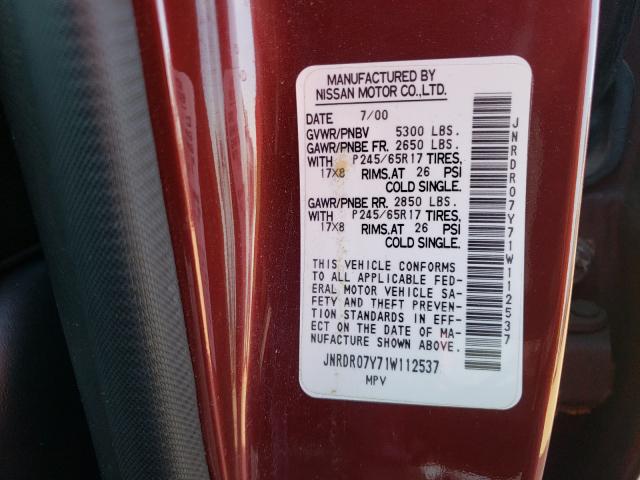 MANUFACTURED BY
NISSAN MOTOR CO.,LTD.
DATE 7/00
GVWR/PNBV 5300 LBS.
GAWR/PNBE FR. 2650 LBS.
WITH P245/65R17 TIRES,
17X8 RIMS,AT 26 PSI
COLD SINGLE.
GAWR/PNBE RR. 2850 LBS.
WITH P245/65R17 TIRES,
17X8 RIMS,AT 26 PSI
COLD SINGLE.
THIS VEHICLE CONFORMS
TO ALL APPLICABLE FED-
ERAL MOTOR VEHICLE SA-
FETY AND THEFT PREVEN-
TION STANDARDS IN EFF-
ECT ON THE DATE OF MA-
NUFACTURE SHOWN ABOVE.
JNRDR07Y71W112537
MPV
JNRDR07Y71W112537